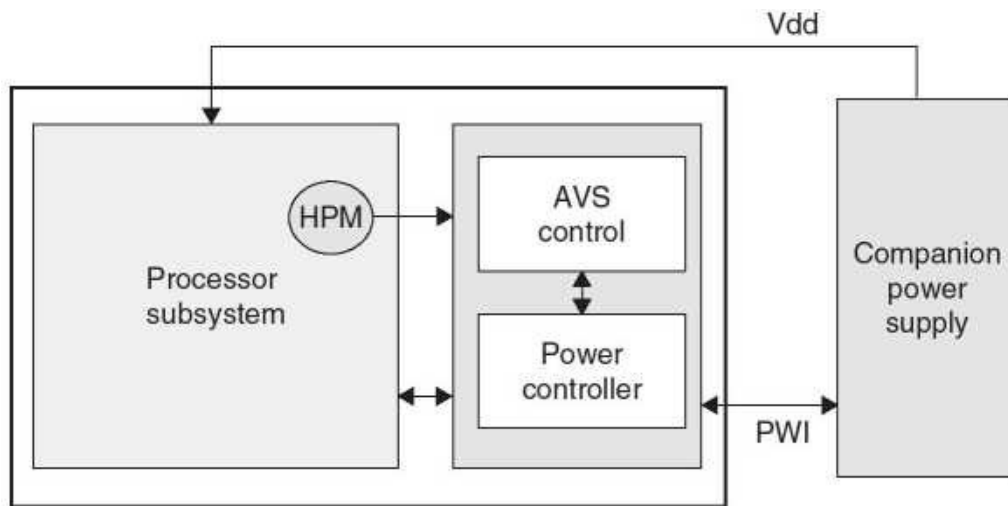 Vdd
HPM
Processor
subsystem
AVS
control
Power
controller
PWI
Companion
power
supply